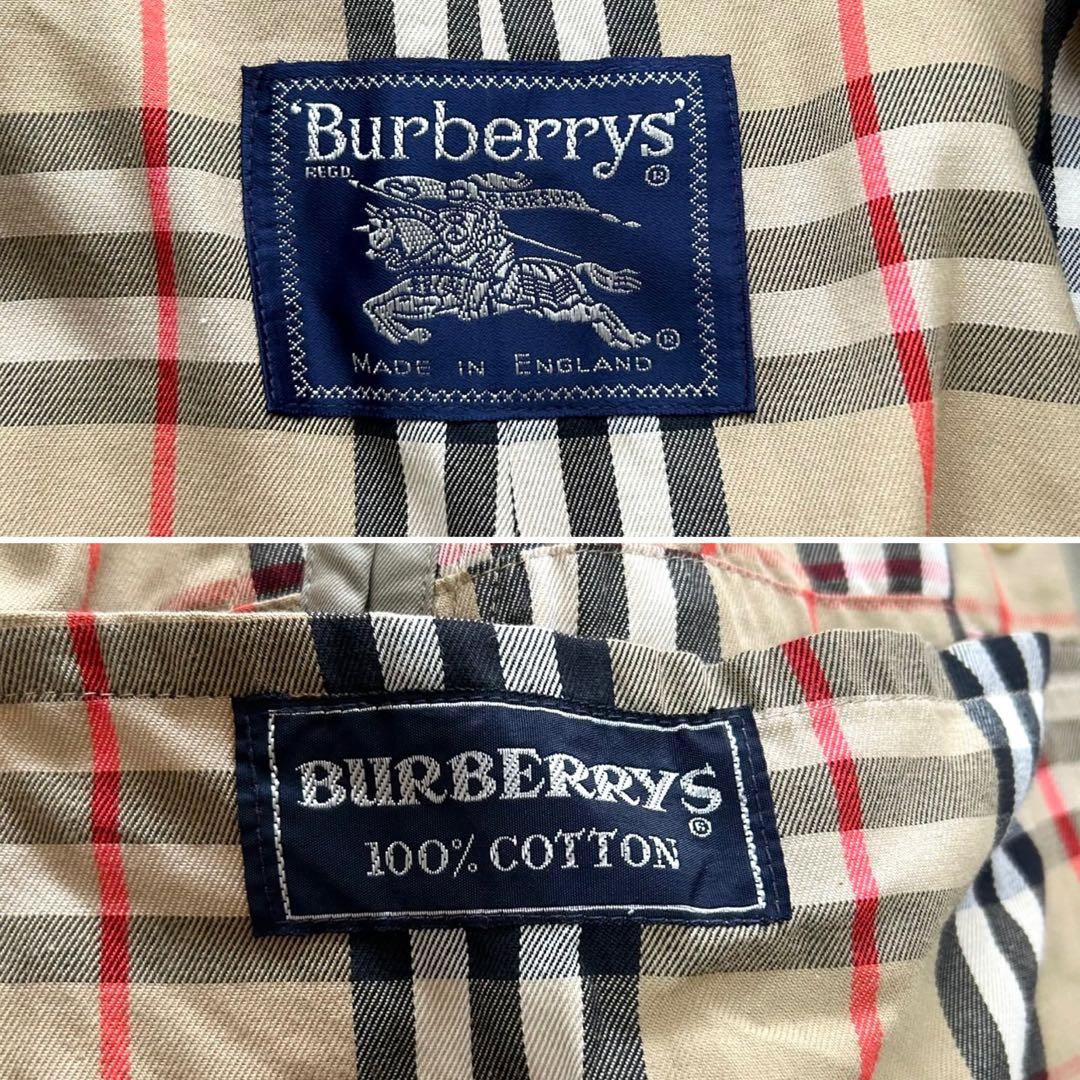 'Burberrys'
REGD. ®
®
MADE IN ENGLAND
BURBERRYS®
100% COTTON